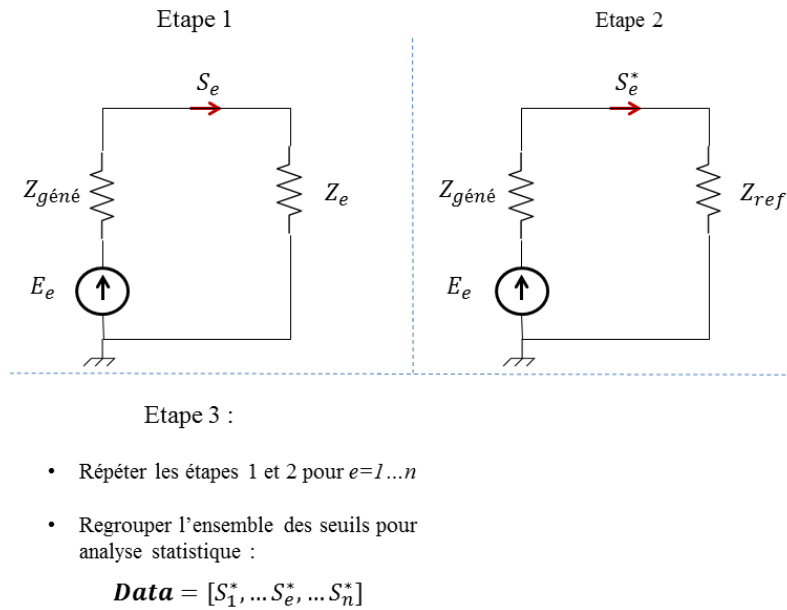 Etape 1
Etape 2
S_e
S_e^*
Z_géné
Z_e
Z_géné
Z_ref
E_e
E_e
Etape 3 :
• Répéter les étapes 1 et 2 pour e=1…n
• Regrouper l’ensemble des seuils pour
analyse statistique :
Data = [S_1^*, … S_e^*, … S_n^*]